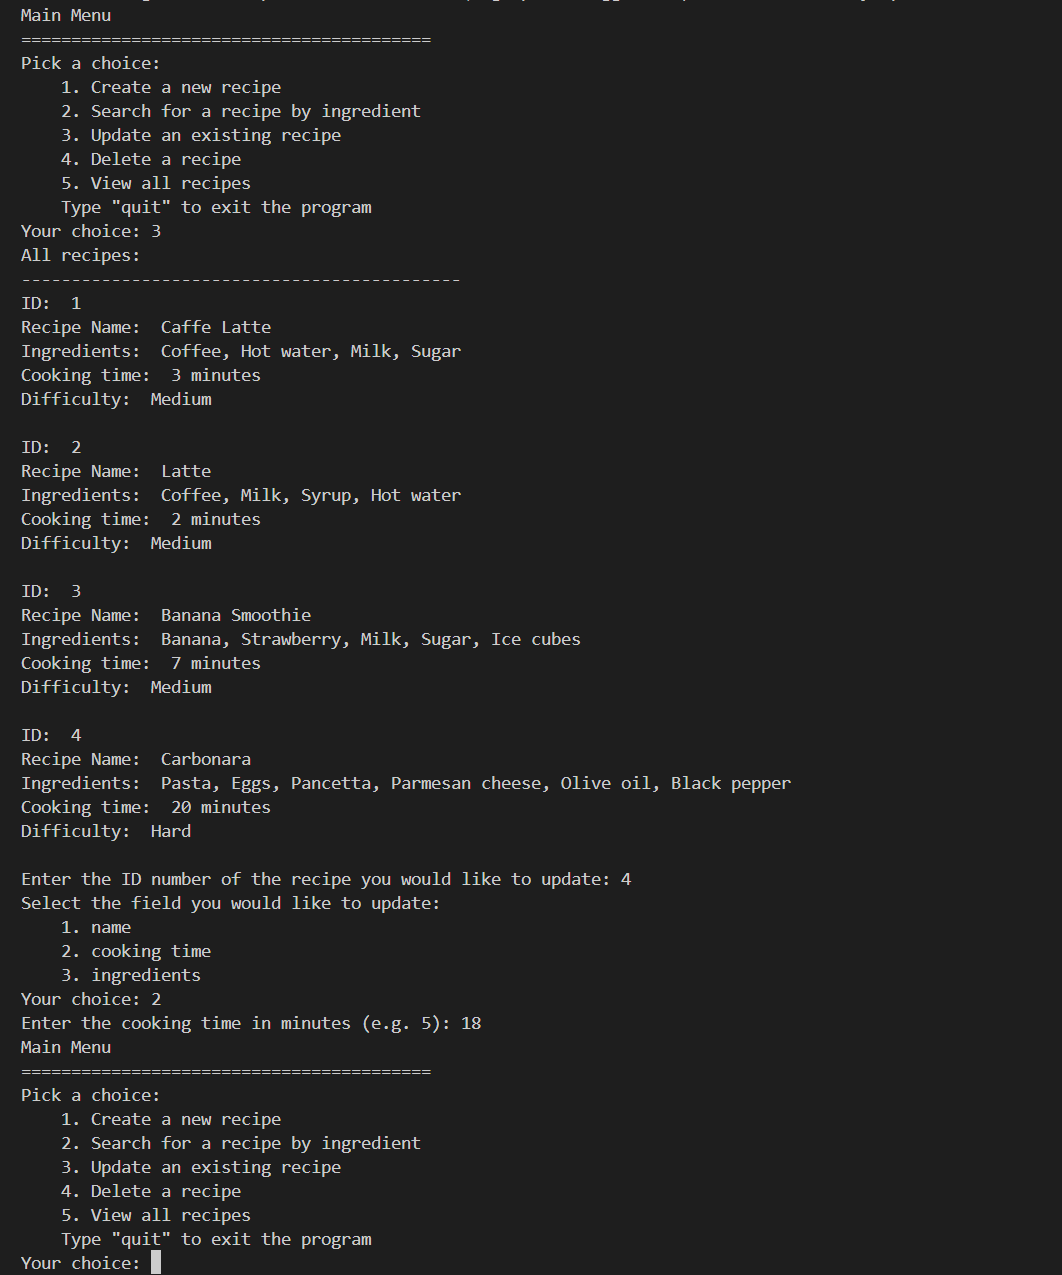 Main Menu
=========================================
Pick a choice:
    1. Create a new recipe
    2. Search for a recipe by ingredient
    3. Update an existing recipe
    4. Delete a recipe
    5. View all recipes
    Type "quit" to exit the program
Your choice: 3
All recipes:
--------------------------------------------
ID:  1
Recipe Name:  Caffe Latte
Ingredients:  Coffee, Hot water, Milk, Sugar
Cooking time:  3 minutes
Difficulty:  Medium

ID:  2
Recipe Name:  Latte
Ingredients:  Coffee, Milk, Syrup, Hot water
Cooking time:  2 minutes
Difficulty:  Medium

ID:  3
Recipe Name:  Banana Smoothie
Ingredients:  Banana, Strawberry, Milk, Sugar, Ice cubes
Cooking time:  7 minutes
Difficulty:  Medium

ID:  4
Recipe Name:  Carbonara
Ingredients:  Pasta, Eggs, Pancetta, Parmesan cheese, Olive oil, Black pepper
Cooking time:  20 minutes
Difficulty:  Hard

Enter the ID number of the recipe you would like to update: 4
Select the field you would like to update:
    1. name
    2. cooking time
    3. ingredients
Your choice: 2
Enter the cooking time in minutes (e.g. 5): 18
Main Menu
=========================================
Pick a choice:
    1. Create a new recipe
    2. Search for a recipe by ingredient
    3. Update an existing recipe
    4. Delete a recipe
    5. View all recipes
    Type "quit" to exit the program
Your choice: